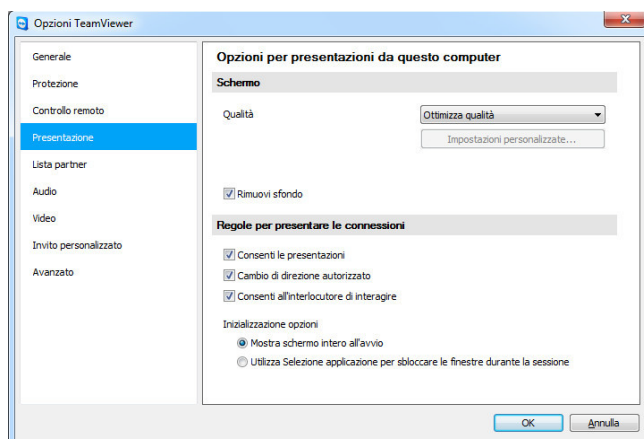 Opzioni TeamViewer
Generale
Protezione
Controllo remoto
Presentazione
Lista partner
Audio
Video
Invito personalizzato
Avanzato
Opzioni per presentazioni da questo computer
Schermo
Qualità
Ottimizza qualità
Impostazioni personalizzate...
Rimuovi sfondo
Regole per presentare le connessioni
Consenti le presentazioni
Cambio di direzione autorizzato
Consenti all'interlocutore di interagire
Inizializzazione opzioni
Mostra schermo intero all'avvio
Utilizza Selezione applicazione per sbloccare le finestre durante la sessione
OK
Annulla